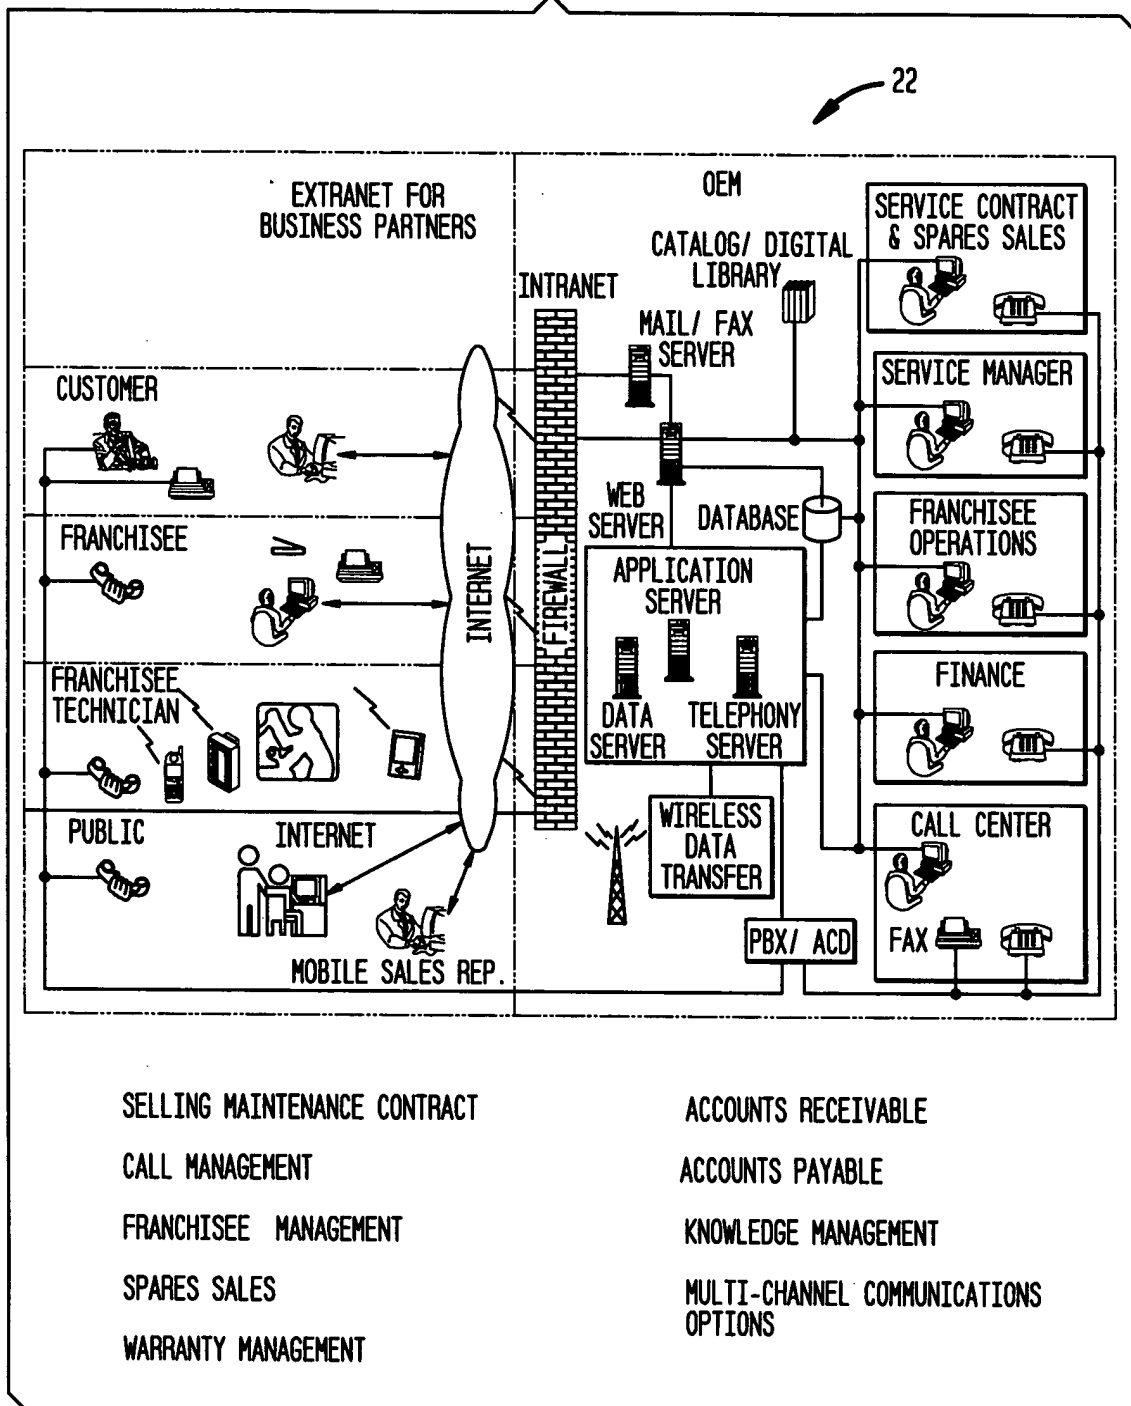 22
EXTRANET FOR
BUSINESS PARTNERS
OEM
CATALOG/ DIGITAL
LIBRARY
INTRANET
MAIL/ FAX
SERVER
SERVICE CONTRACT
& SPARES SALES
SERVICE MANAGER
CUSTOMER
WEB
SERVER
DATABASE
FRANCHISEE
OPERATIONS
FRANCHISEE
INTERNET
FIREWALL
APPLICATION
SERVER
DATA
SERVER
TELEPHONY
SERVER
FINANCE
FRANCHISEE
TECHNICIAN
PUBLIC
INTERNET
WIRELESS
DATA
TRANSFER
CALL CENTER
FAX
PBX/ ACD
MOBILE SALES REP.
SELLING MAINTENANCE CONTRACT
CALL MANAGEMENT
FRANCHISEE MANAGEMENT
SPARES SALES
WARRANTY MANAGEMENT
ACCOUNTS RECEIVABLE
ACCOUNTS PAYABLE
KNOWLEDGE MANAGEMENT
MULTI-CHANNEL COMMUNICATIONS
OPTIONS